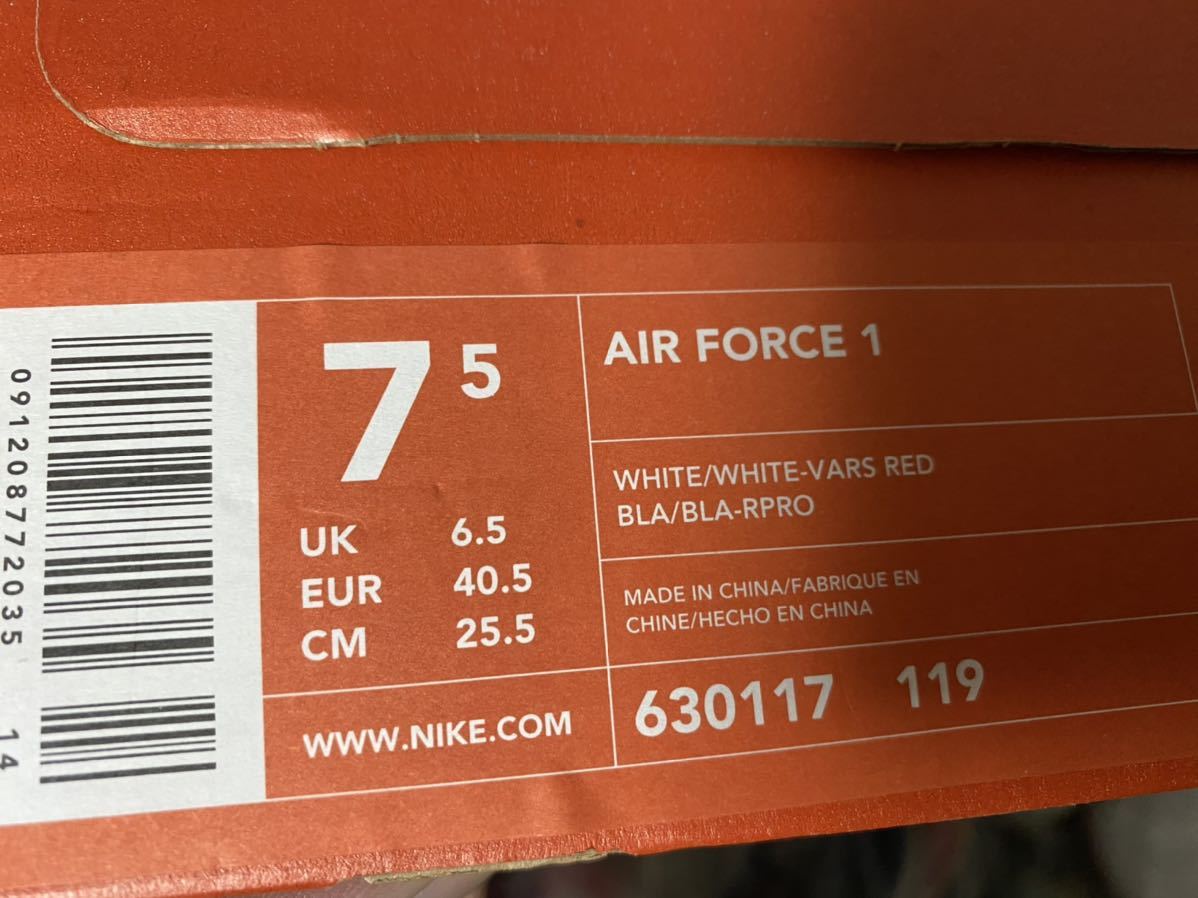 091208772035 14
7 5
UK 6.5
EUR 40.5
CM 25.5
WWW.NIKE.COM
AIR FORCE 1
WHITE/WHITE-VARS RED
BLA/BLA-RPRO
MADE IN CHINA/FABRIQUE EN
CHINE/HECHO EN CHINA
630117 119